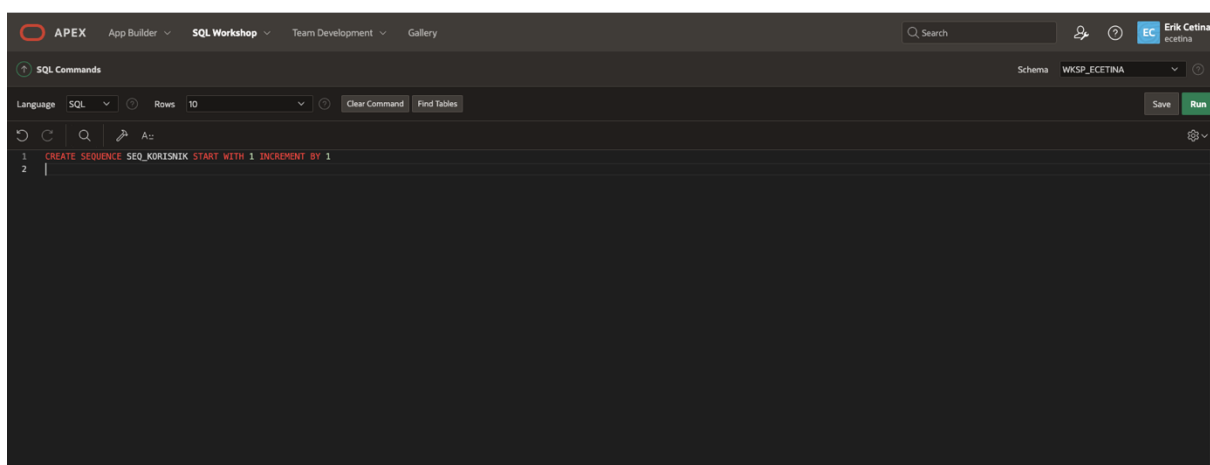 APEX App Builder SQL Workshop Team Development Gallery Search EC Erik Cetina
ecetina
SQL Commands Schema WKSP_ECETINA
Language SQL Rows 10 Clear Command Find Tables Save Run
A::
1 CREATE SEQUENCE SEQ_KORISNIK START WITH 1 INCREMENT BY 1
2